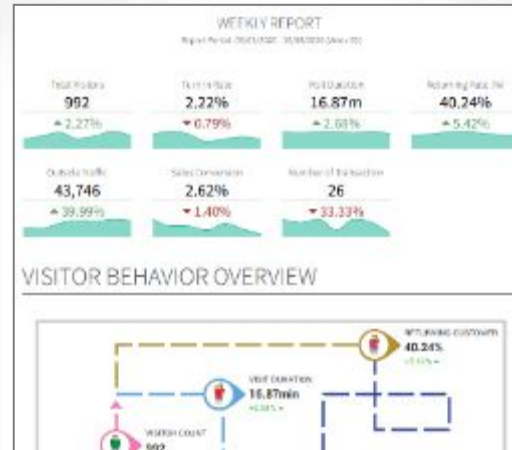 WEEKLY REPORT
Report Period
Total Visitors
Turn in Rate
Visit Duration
Returning Rate
992
2.22%
16.87m
40.24%
2.27%
0.79%
2.68%
5.42%
Outside Traffic
Sales Conversion
Number of Transaction
43,746
2.62%
26
39.99%
1.40%
33.33%
VISITOR BEHAVIOR OVERVIEW
RETURNING CUSTOMER
40.24%
VISIT DURATION
16.87min
VISITOR COUNT
992